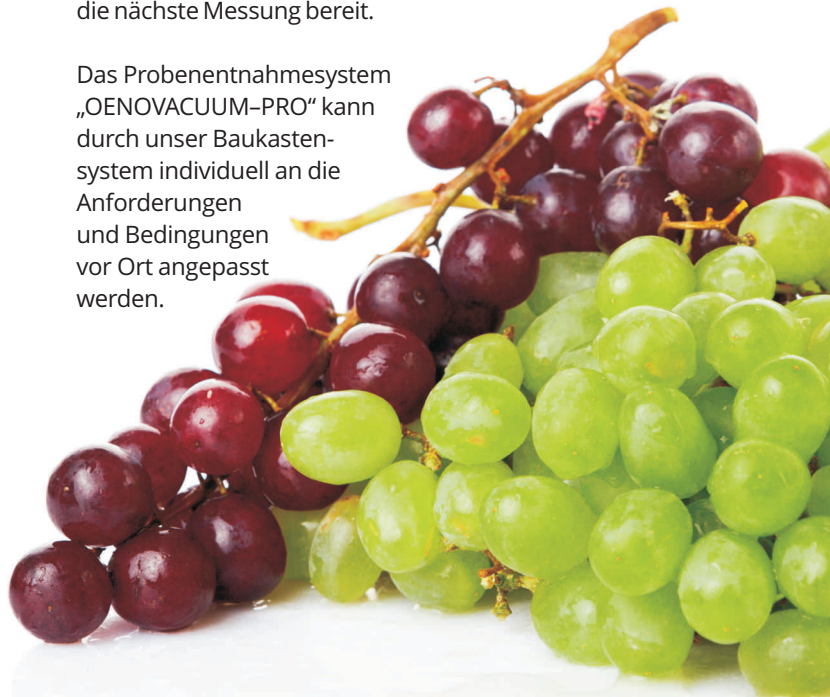 die nächste Messung bereit.
Das Probenentnahmesystem
„OENOVACUUM–PRO“ kann
durch unser Baukasten-
system individuell an die
Anforderungen
und Bedingungen
vor Ort angepasst
werden.